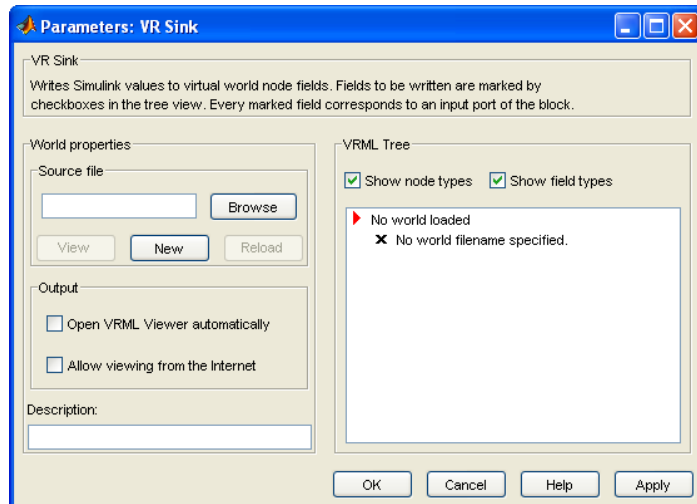 Parameters: VR Sink
VR Sink
Writes Simulink values to virtual world node fields. Fields to be written are marked by
checkboxes in the tree view. Every marked field corresponds to an input port of the block.
World properties
Source file
Browse
View New Reload
Output
Open VRML Viewer automatically
Allow viewing from the Internet
Description:
VRML Tree
Show node types Show field types
No world loaded
No world filename specified.
OK Cancel Help Apply